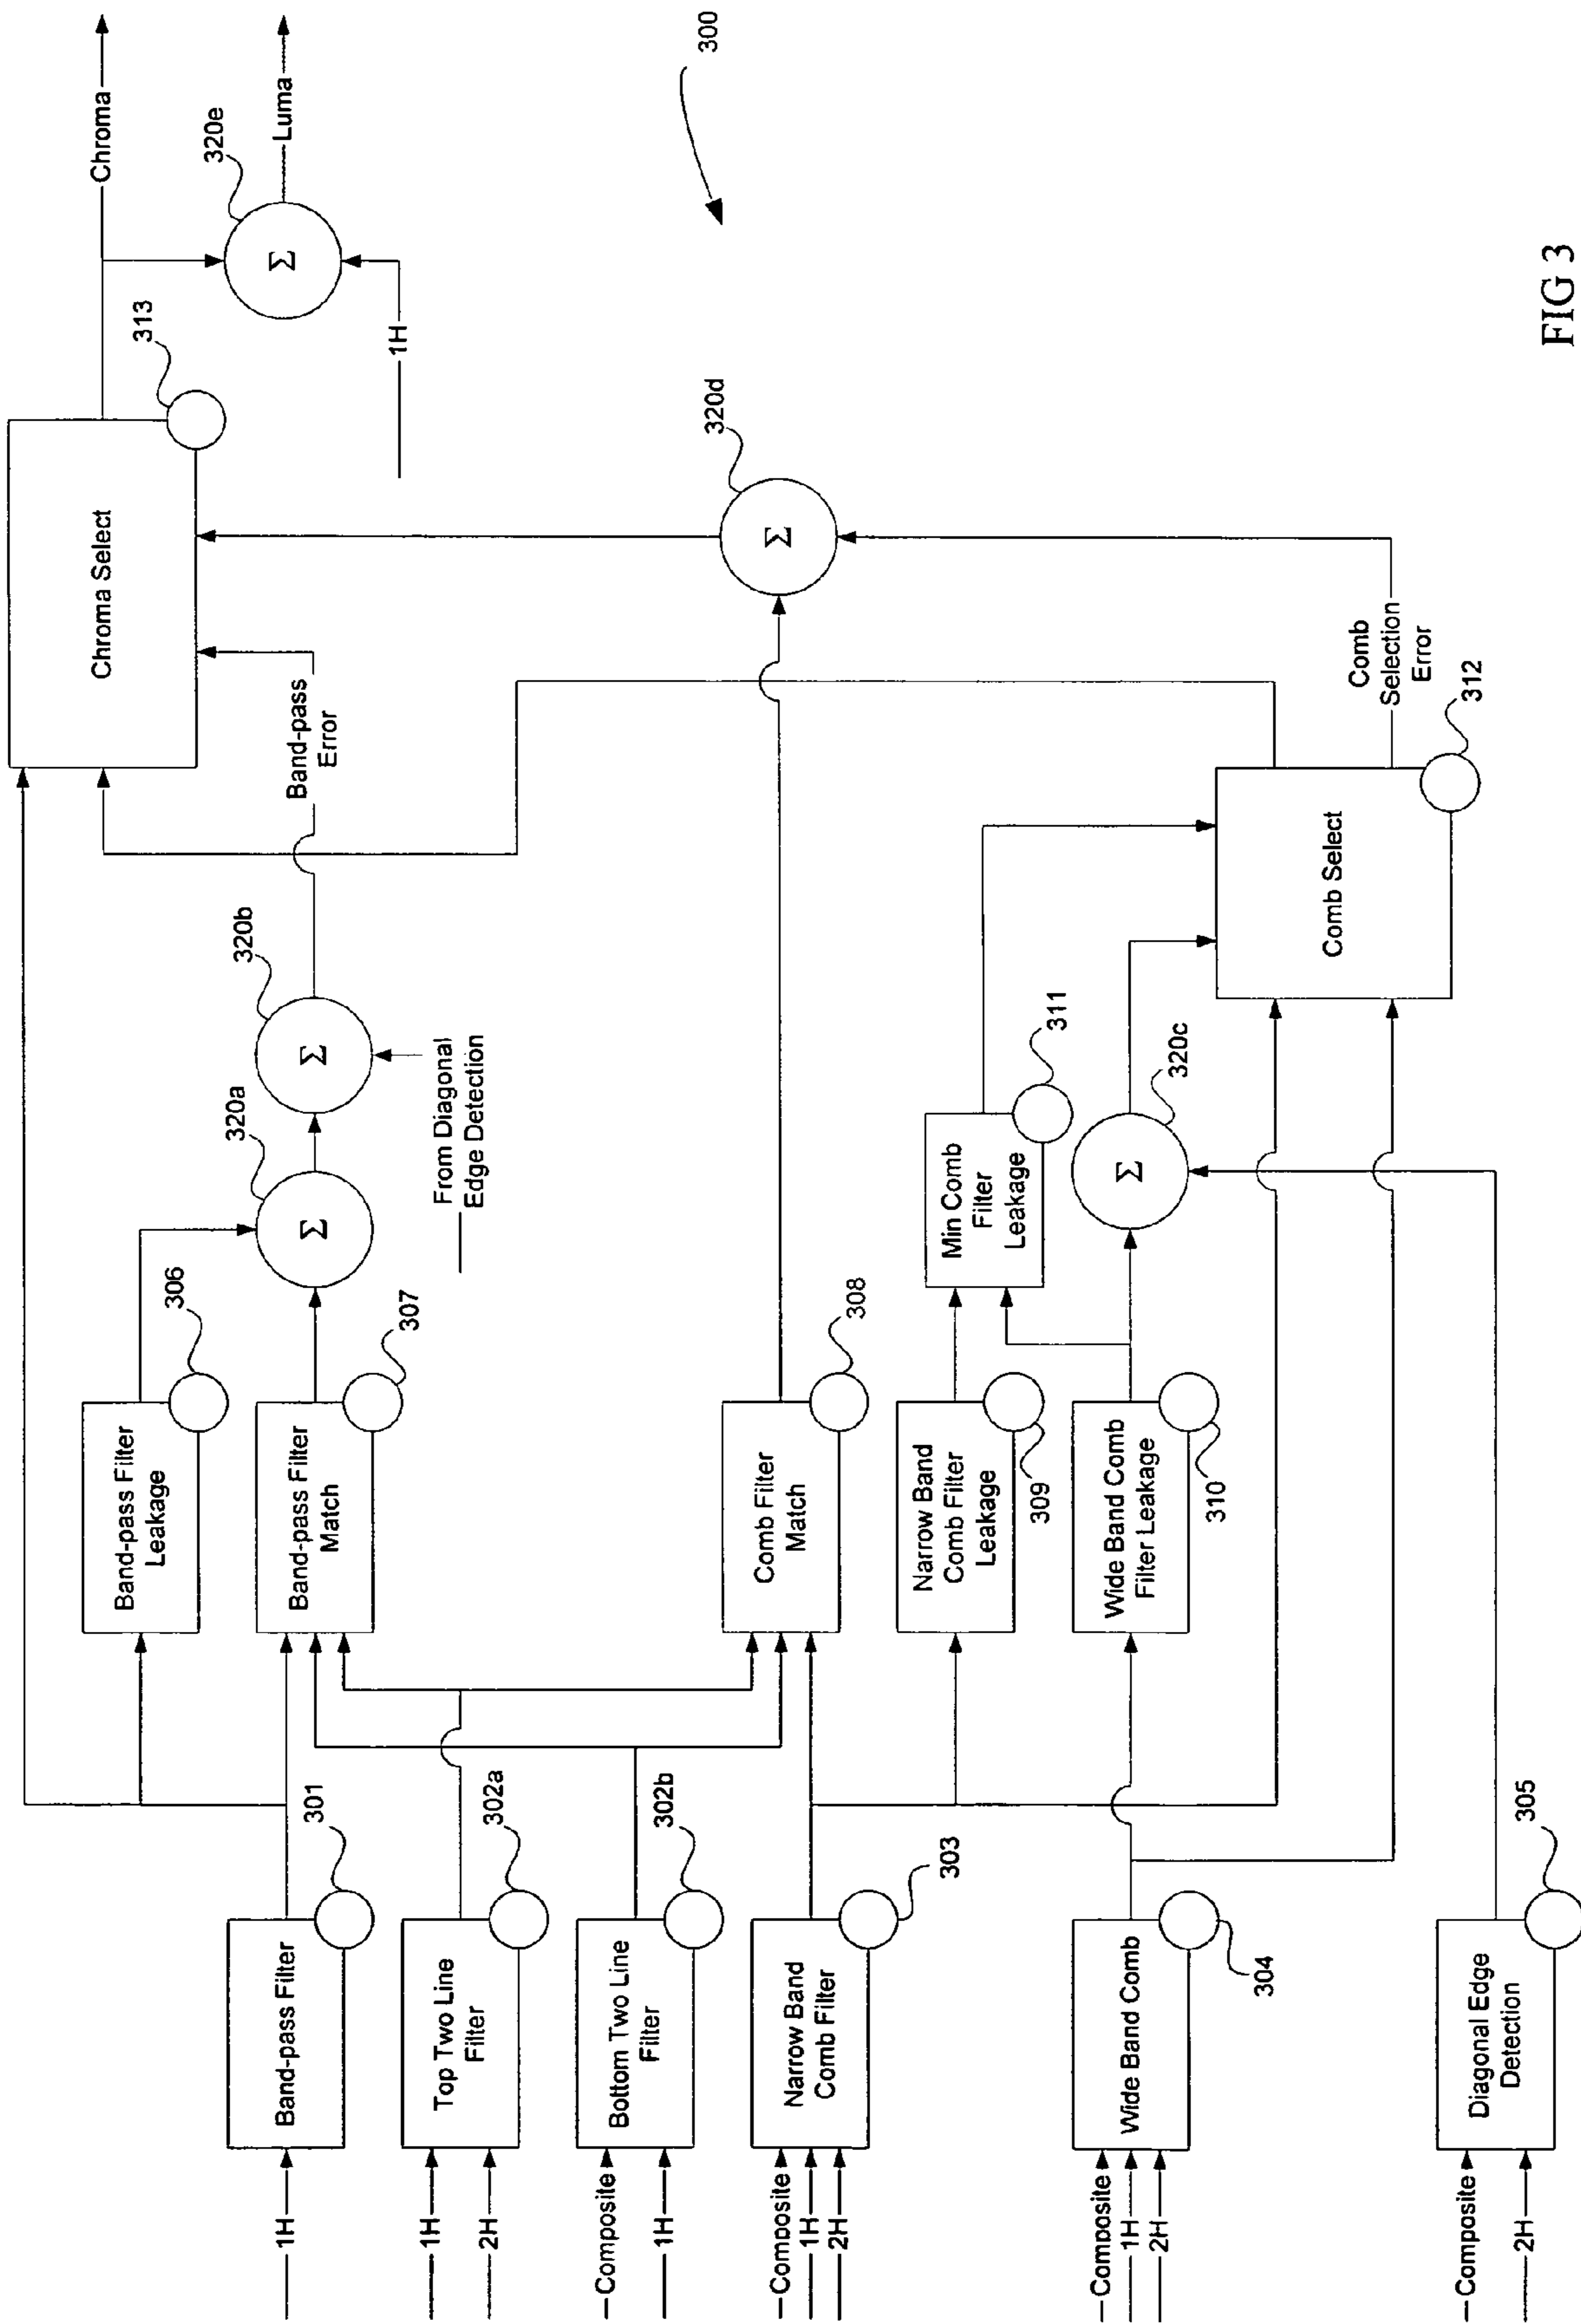 1H
Band-pass Filter
301
1H
2H
Top Two Line
Filter
302a
Composite
1H
Bottom Two Line
Filter
302b
Composite
1H
2H
Narrow Band
Comb Filter
303
Composite
1H
2H
Wide Band Comb
304
Composite
2H
Diagonal Edge
Detection
305
Band-pass Filter
Leakage
306
Band-pass Filter
Match
307
Comb Filter
Match
308
Narrow Band
Comb Filter
Leakage
309
Wide Band Comb
Filter Leakage
310
Σ
320a
Σ
320b
From Diagonal
Edge Detection
Min Comb
Filter
Leakage
311
Σ
320c
Band-pass
Error
Comb Select
312
Comb
Selection
Error
Σ
320d
Chroma Select
313
1H
Σ
320e
Chroma
Luma
300
FIG 3